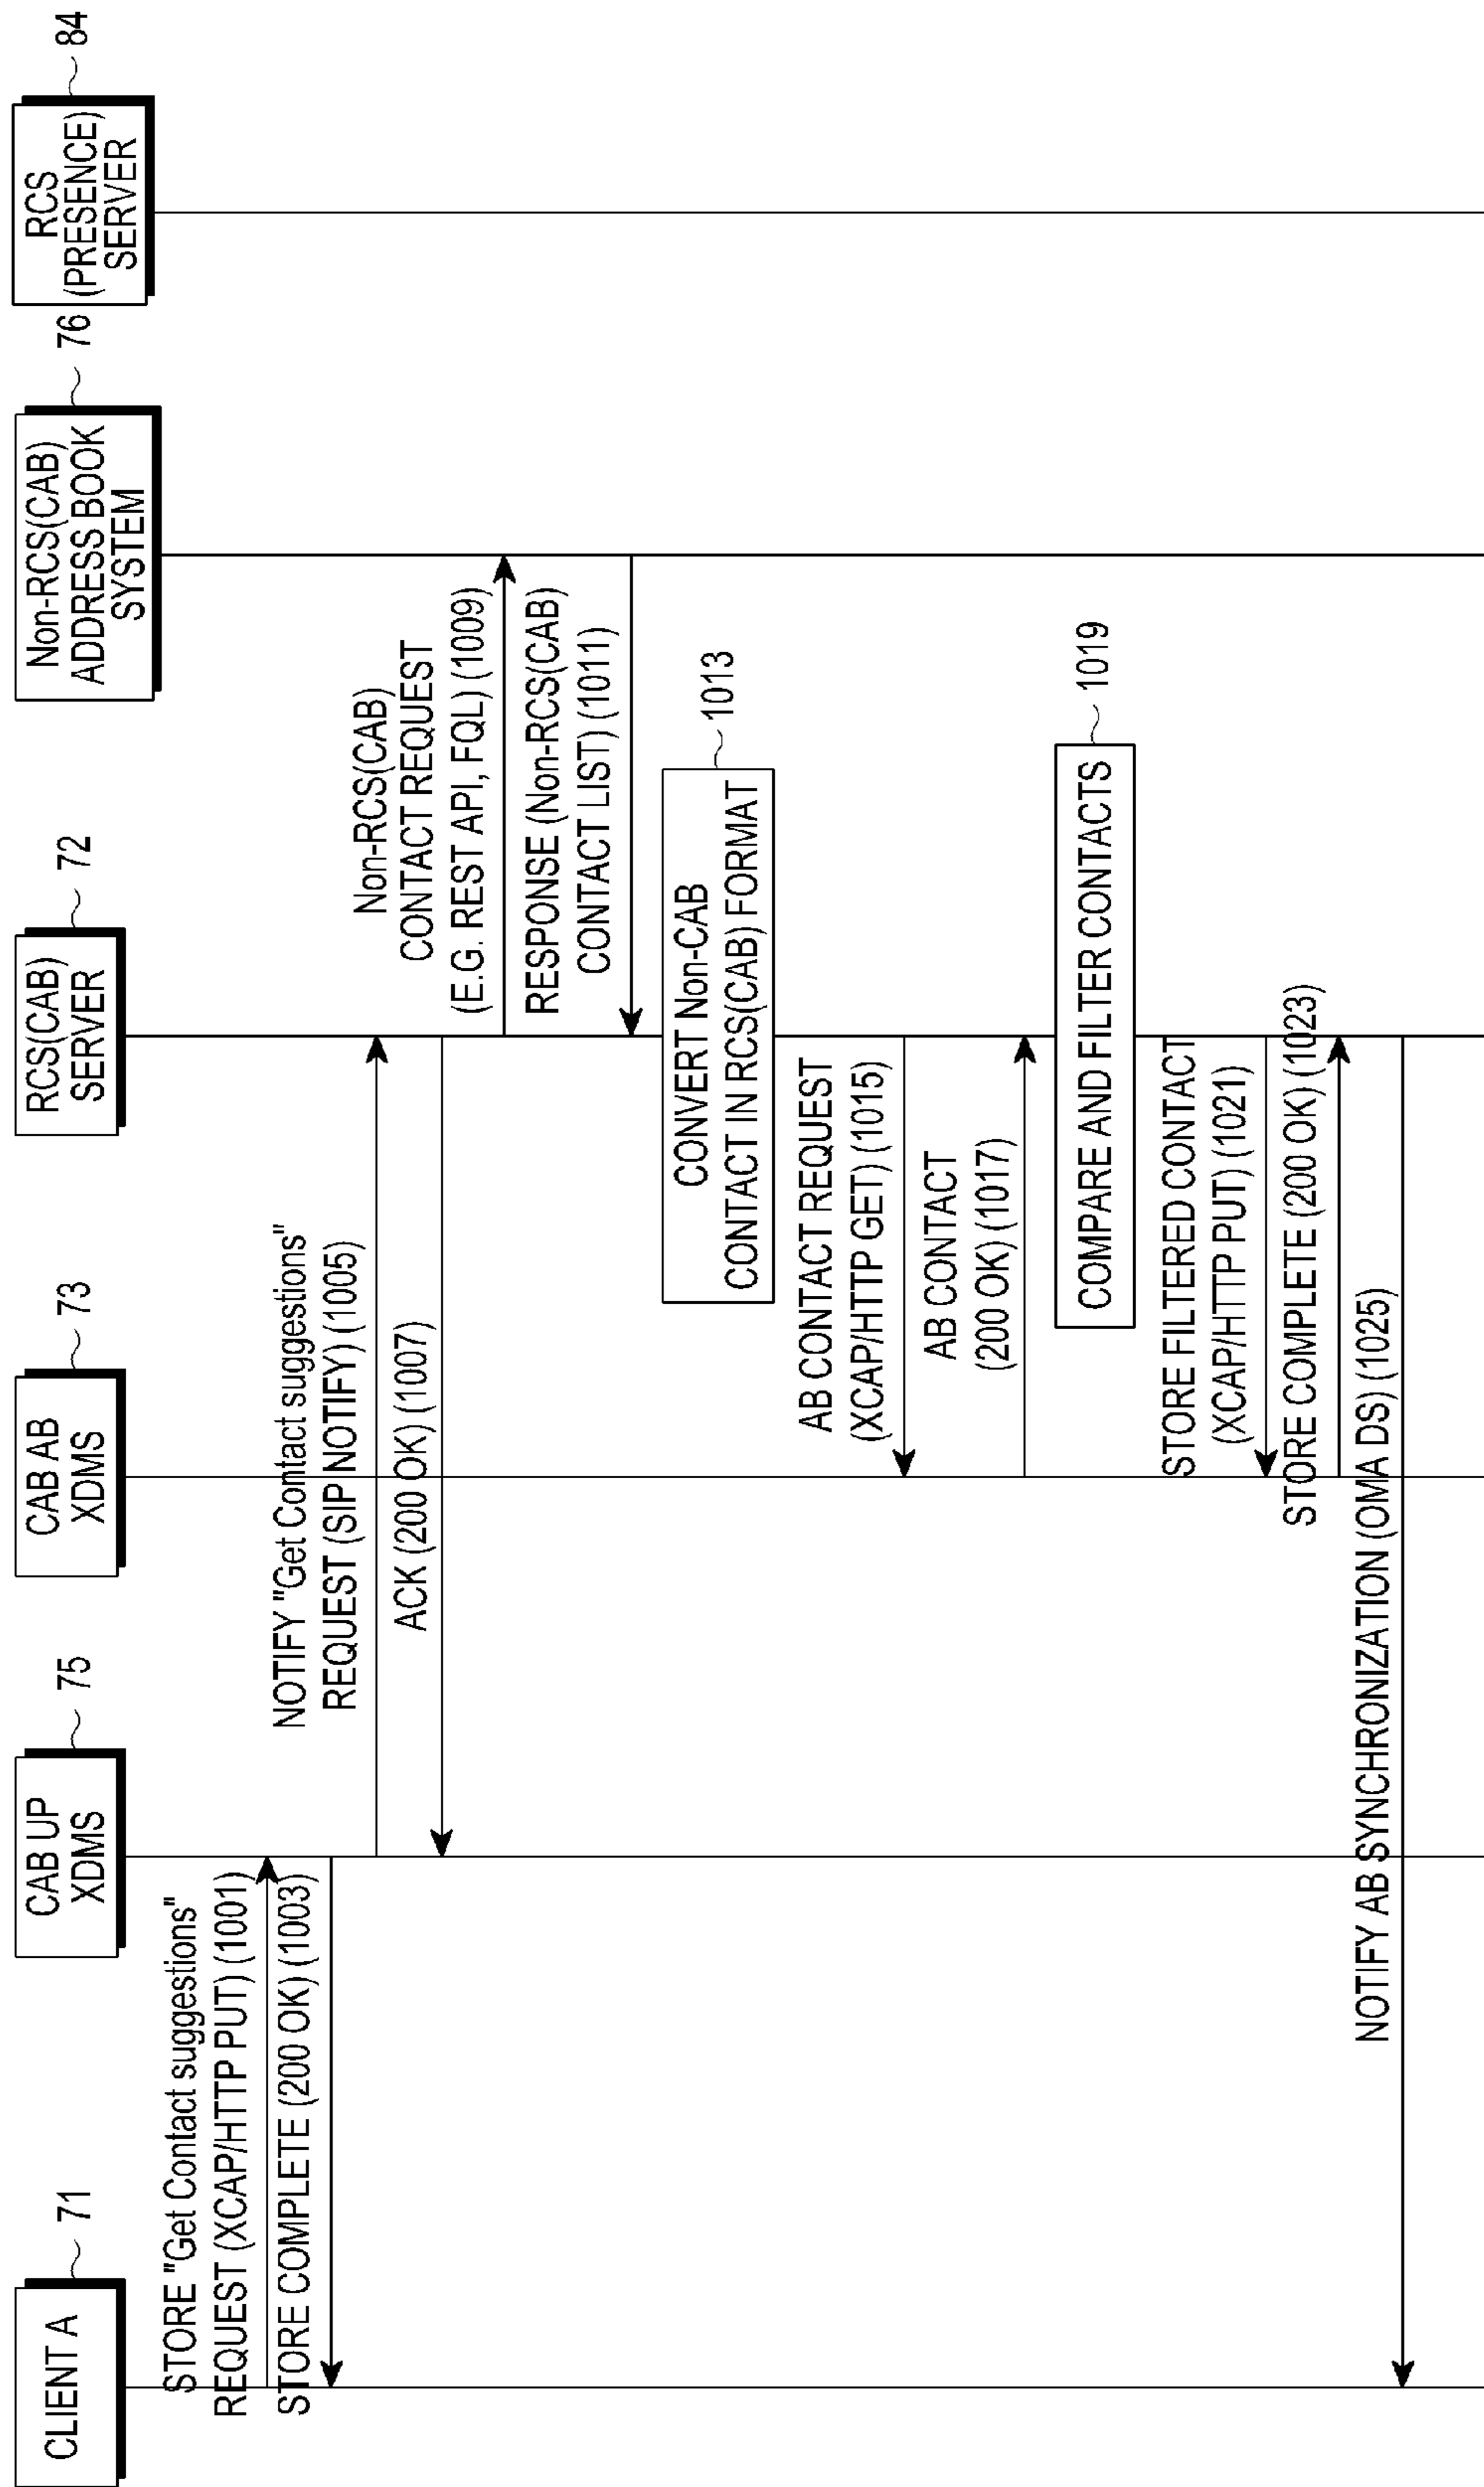 CLIENT A
71
CAB UP
XDMS
75
CAB AB
XDMS
73
RCS(CAB)
SERVER
72
Non-RCS(CAB)
ADDRESS BOOK
SYSTEM
76
RCS
(PRESENCE)
SERVER
84
STORE "Get Contact suggestions"
REQUEST (XCAP/HTTP PUT) (1001)
STORE COMPLETE (200 OK) (1003)
NOTIFY "Get Contact suggestions"
REQUEST (SIP NOTIFY) (1005)
ACK (200 OK) (1007)
Non-RCS(CAB)
CONTACT REQUEST
(E.G. REST API, FQL) (1009)
RESPONSE (Non-RCS(CAB)
CONTACT LIST) (1011)
CONVERT Non-CAB
CONTACT IN RCS(CAB) FORMAT
1013
AB CONTACT REQUEST
(XCAP/HTTP GET) (1015)
AB CONTACT
(200 OK) (1017)
COMPARE AND FILTER CONTACTS
1019
STORE FILTERED CONTACT
(XCAP/HTTP PUT) (1021)
STORE COMPLETE (200 OK) (1023)
NOTIFY AB SYNCHRONIZATION (OMA DS) (1025)